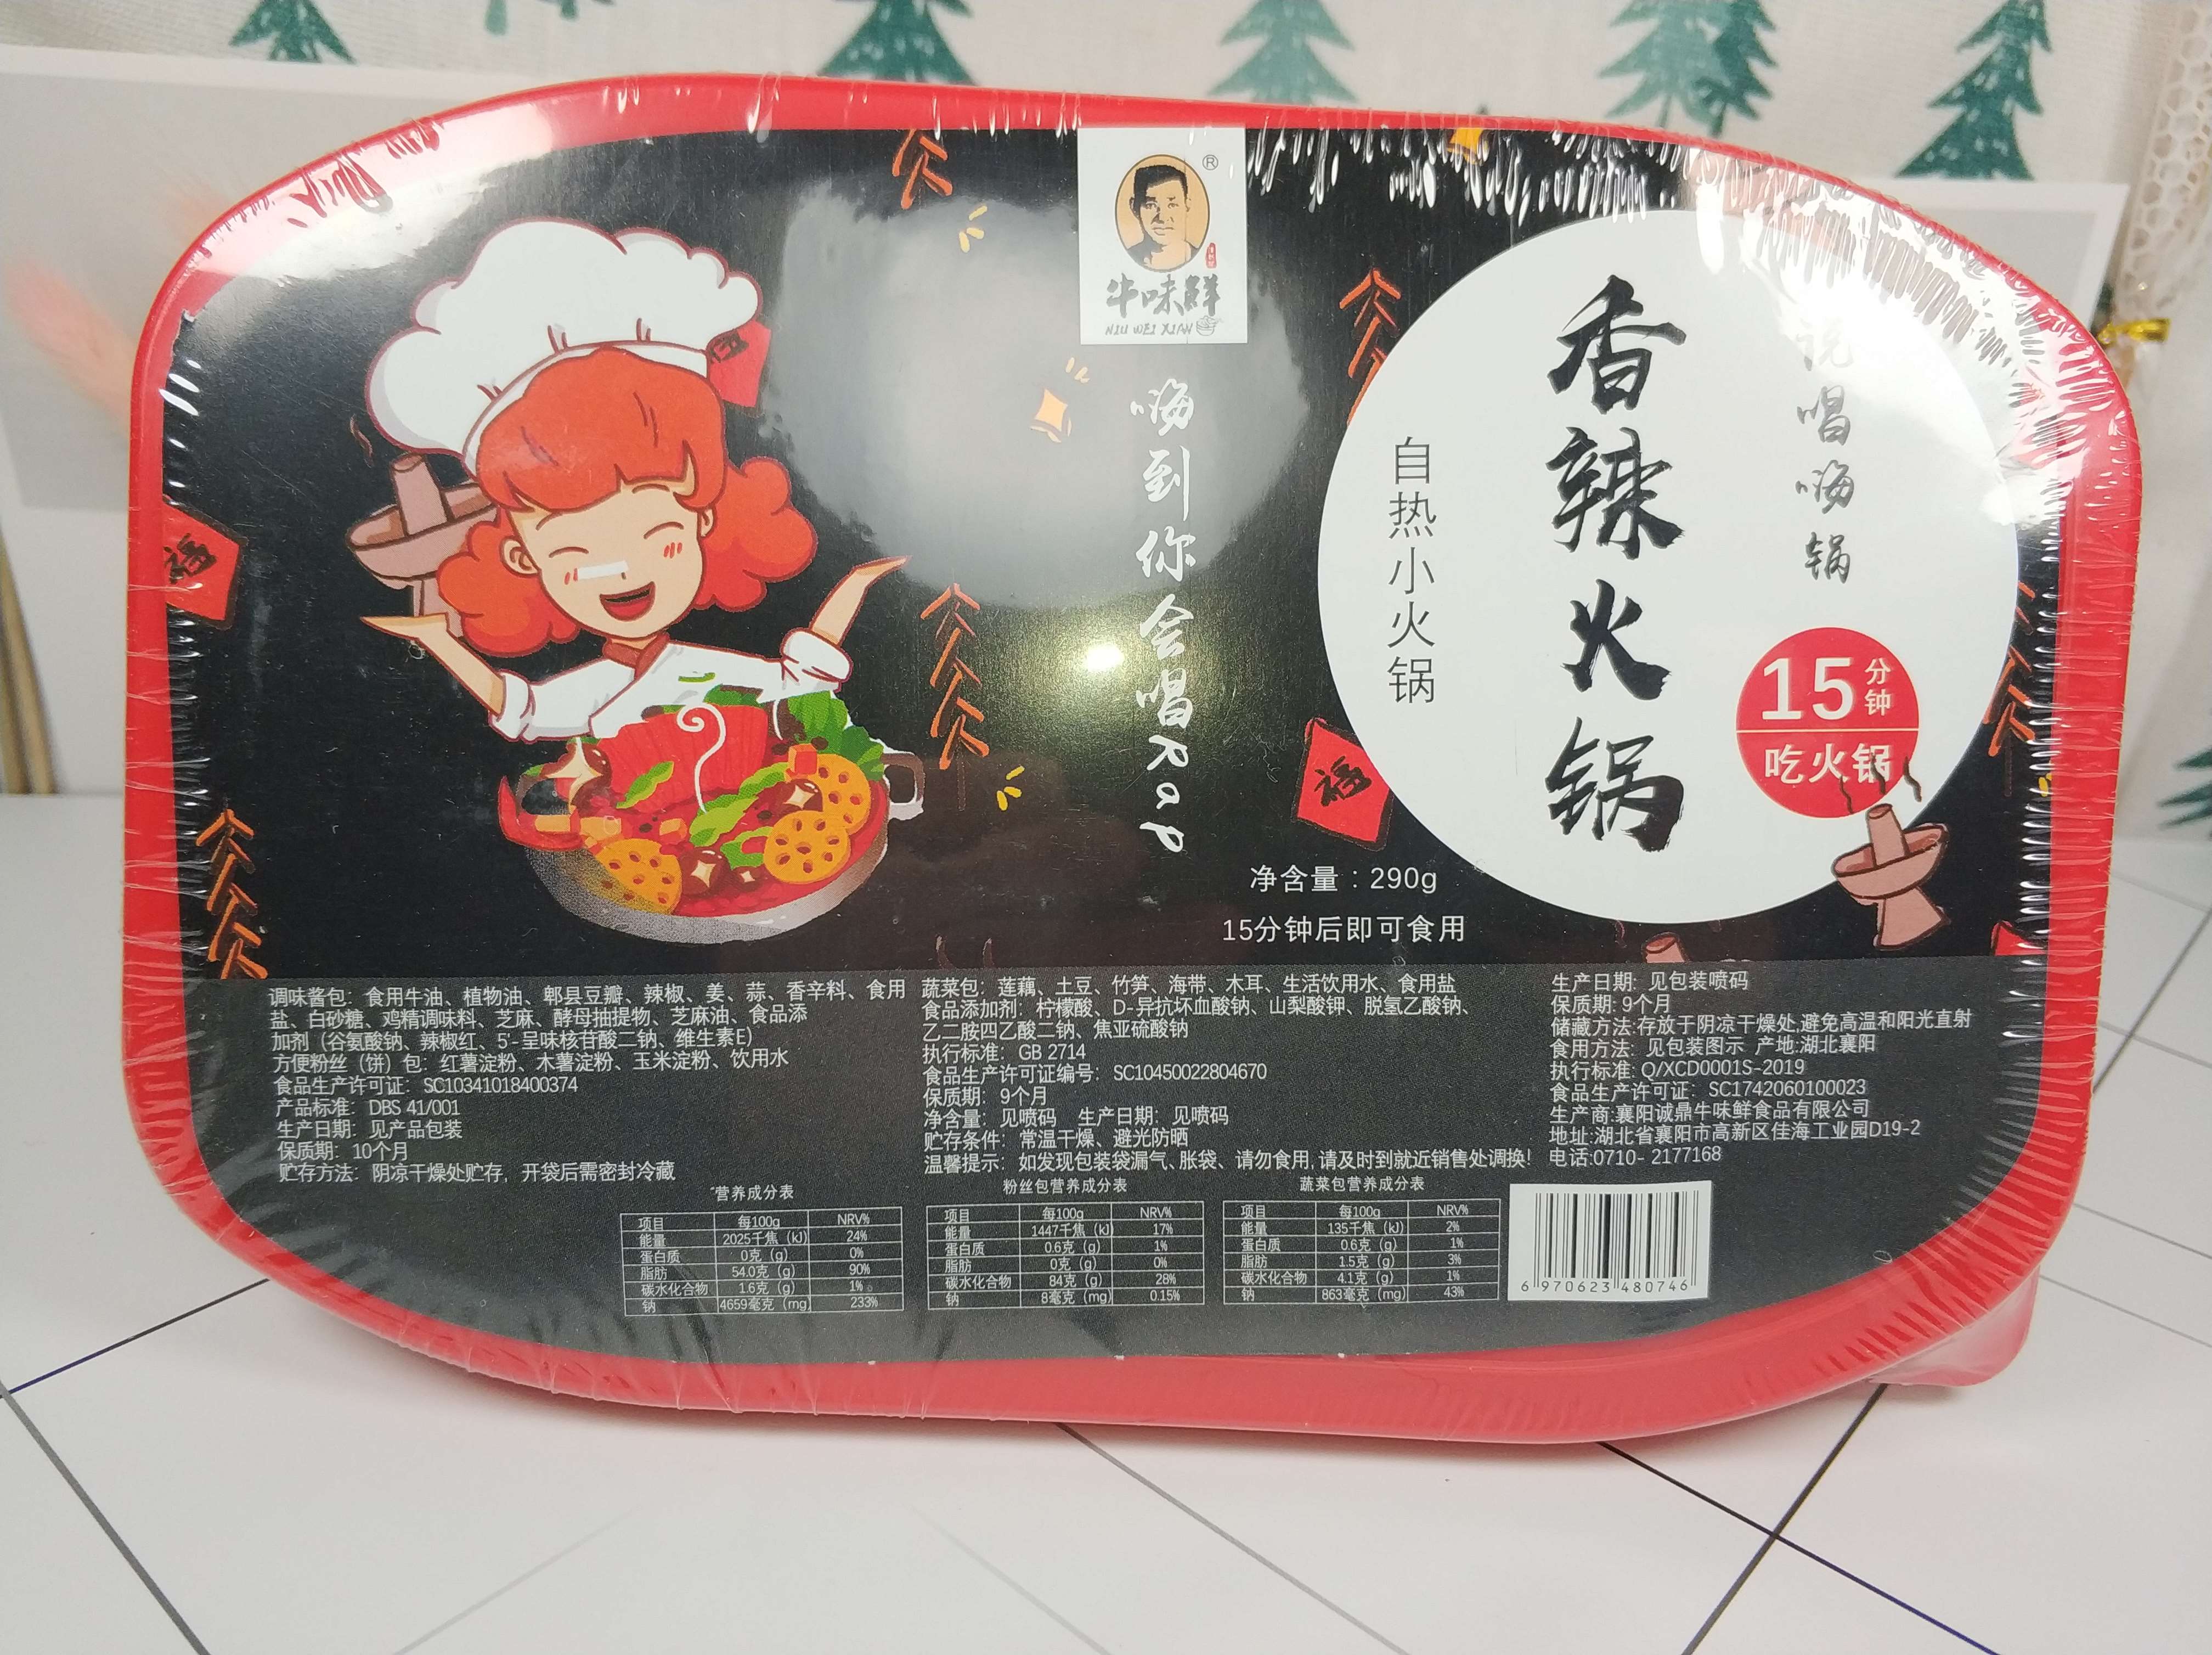 牛味鲜
NIU WEI XIAN
嗨到你会唱Rap
说唱嗨锅
香辣火锅
自热小火锅
15分钟
吃火锅
福
福
净含量：290g
15分钟后即可食用
调味酱包：食用牛油、植物油、郫县豆瓣、辣椒、姜、蒜、香辛料、食用
盐、白砂糖、鸡精调味料、芝麻、酵母抽提物、芝麻油、食品添
加剂（谷氨酸钠、辣椒红、5'-呈味核苷酸二钠、维生素E）
方便粉丝（饼）包：红薯淀粉、木薯淀粉、玉米淀粉、饮用水
食品生产许可证：SC10341018400374
产品标准：DBS 41/001
生产日期：见产品包装
保质期：10个月
贮存方法：阴凉干燥处贮存，开袋后需密封冷藏
蔬菜包：莲藕、土豆、竹笋、海带、木耳、生活饮用水、食用盐
食品添加剂：柠檬酸、D-异抗坏血酸钠、山梨酸钾、脱氢乙酸钠、
乙二胺四乙酸二钠、焦亚硫酸钠
执行标准：GB 2714
食品生产许可证编号：SC10450022804670
保质期：9个月
净含量：见喷码 生产日期：见喷码
贮存条件：常温干燥、避光防晒
温馨提示：如发现包装袋漏气、胀袋、请勿食用,请及时到就近销售处调换!
生产日期：见包装喷码
保质期：9个月
储藏方法:存放于阴凉干燥处,避免高温和阳光直射
食用方法：见包装图示 产地:湖北襄阳
执行标准: Q/XCD0001S-2019
食品生产许可证：SC1742060100023
生产商:襄阳诚鼎牛味鲜食品有限公司
地址:湖北省襄阳市高新区佳海工业园D19-2
电话:0710- 2177168
营养成分表
项目 每100g NRV%
能量 2025千焦（kJ） 24%
蛋白质 0克（g） 0%
脂肪 54.0克（g） 90%
碳水化合物 1.6克（g） 1%
钠 4659毫克（mg） 233%
粉丝包营养成分表
项目 每100g NRV%
能量 1447千焦（kJ） 17%
蛋白质 0.6克（g） 1%
脂肪 0克（g） 0%
碳水化合物 84克（g） 28%
钠 8毫克（mg） 0.15%
蔬菜包营养成分表
项目 每100g NRV%
能量 135千焦（kJ） 2%
蛋白质 0.6克（g） 1%
脂肪 1.5克（g） 3%
碳水化合物 4.1克（g） 1%
钠 863毫克（mg） 43%
6 970623 480746